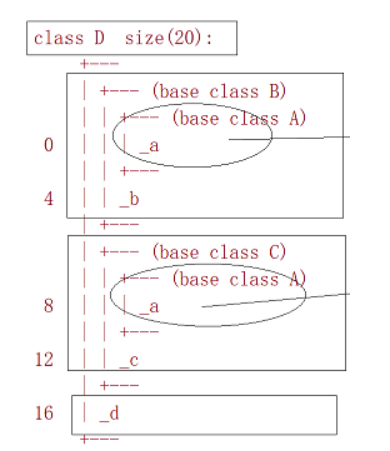 class D size(20):
+---
| +--- (base class B)
| | +--- (base class A)
0 | | | _a
| | +---
4 | | _b
| +---
| +--- (base class C)
| | +--- (base class A)
8 | | | _a
| | +---
12 | | _c
| +---
16 | _d
+---